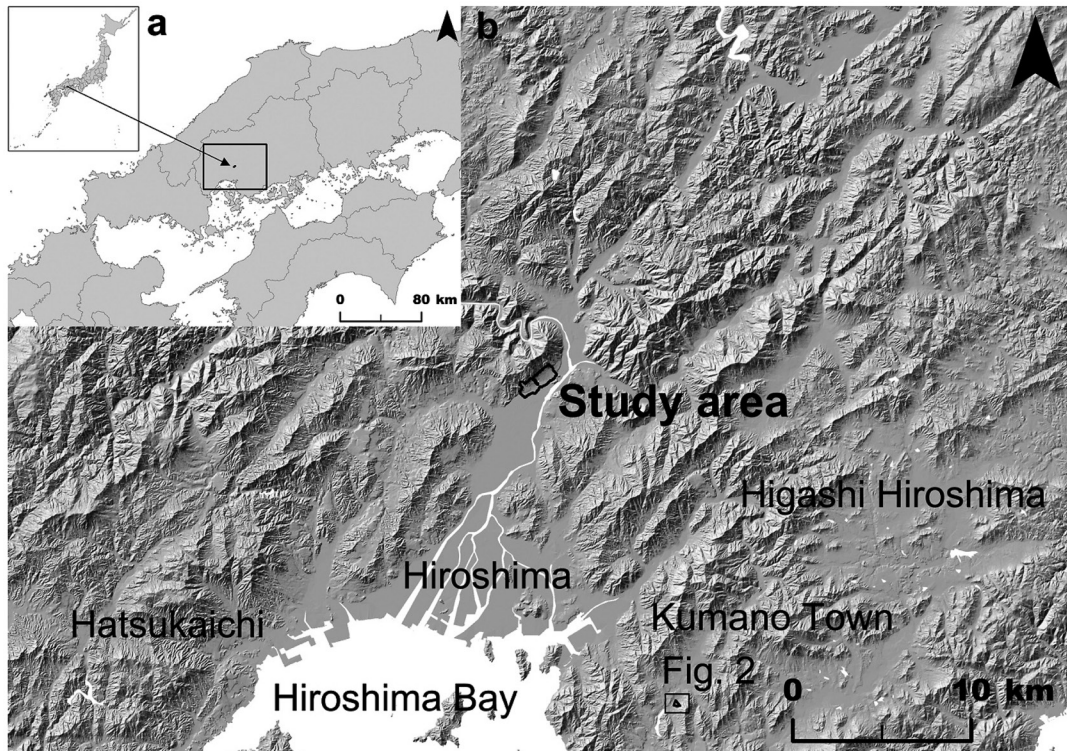 a
b
0 80 km
Study area
Higashi Hiroshima
Hiroshima
Hatsukaichi
Kumano Town
Fig. 2
Hiroshima Bay
0 10 km